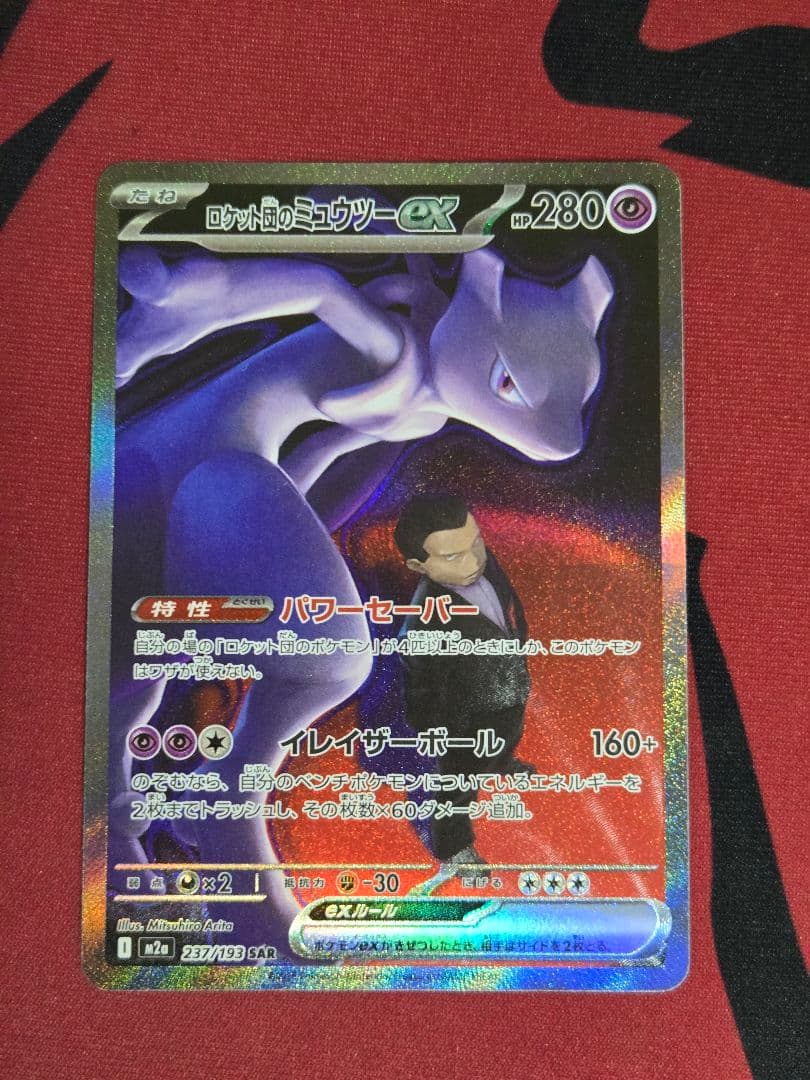 たね
ロケット団のミュウツーex HP280
特性 とくせい パワーセーバー
自分の場の「ロケット団のポケモン」が4匹以上のときにしか、このポケモン
はワザが使えない。
イレイザーボール 160+
のぞむなら、自分のベンチポケモンについているエネルギーを
2枚までトラッシュし、その枚数×60ダメージ追加。
弱点 ×2 抵抗力 -30 にげる
Illus. Mitsuhiro Arita
exルール
I M2a 237/193 SAR
ポケモンexがきぜつしたとき、相手はサイドを2枚とる。